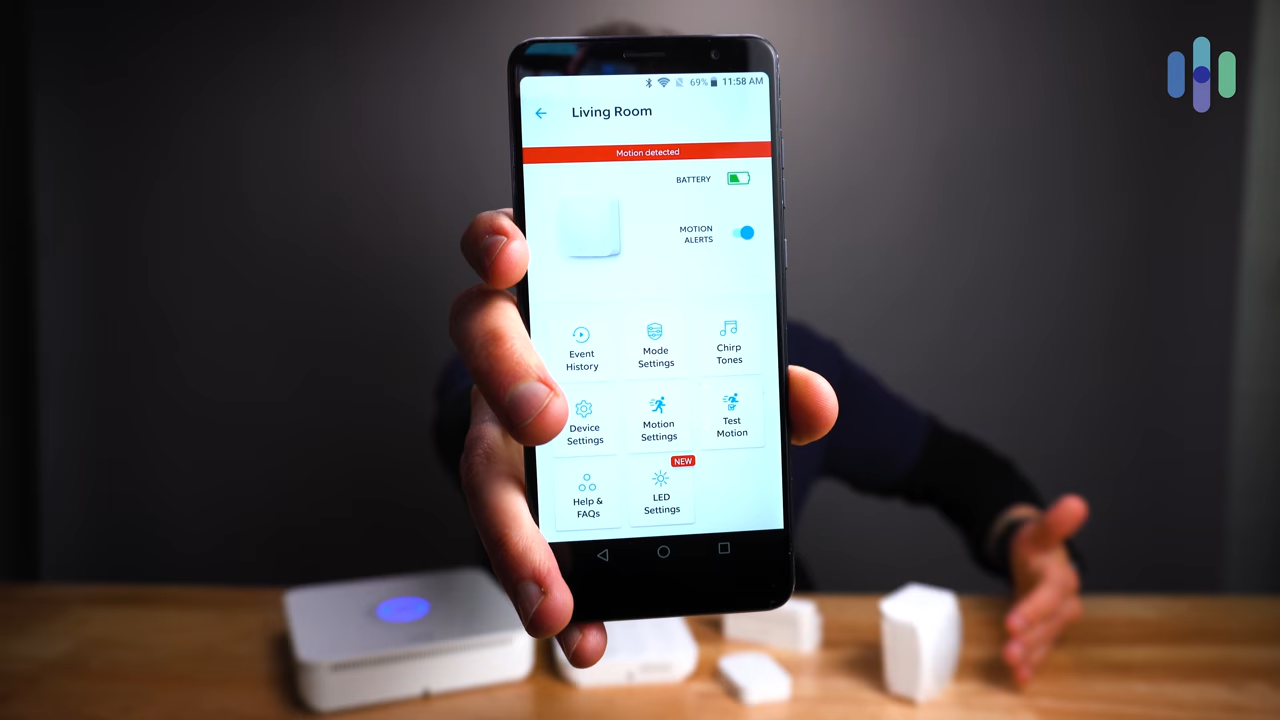 69% 11:58 AM
Living Room
Motion detected
BATTERY
MOTION
ALERTS
Event
History
Mode
Settings
Chirp
Tones
Device
Settings
Motion
Settings
Test
Motion
Help &
FAQs
NEW
LED
Settings